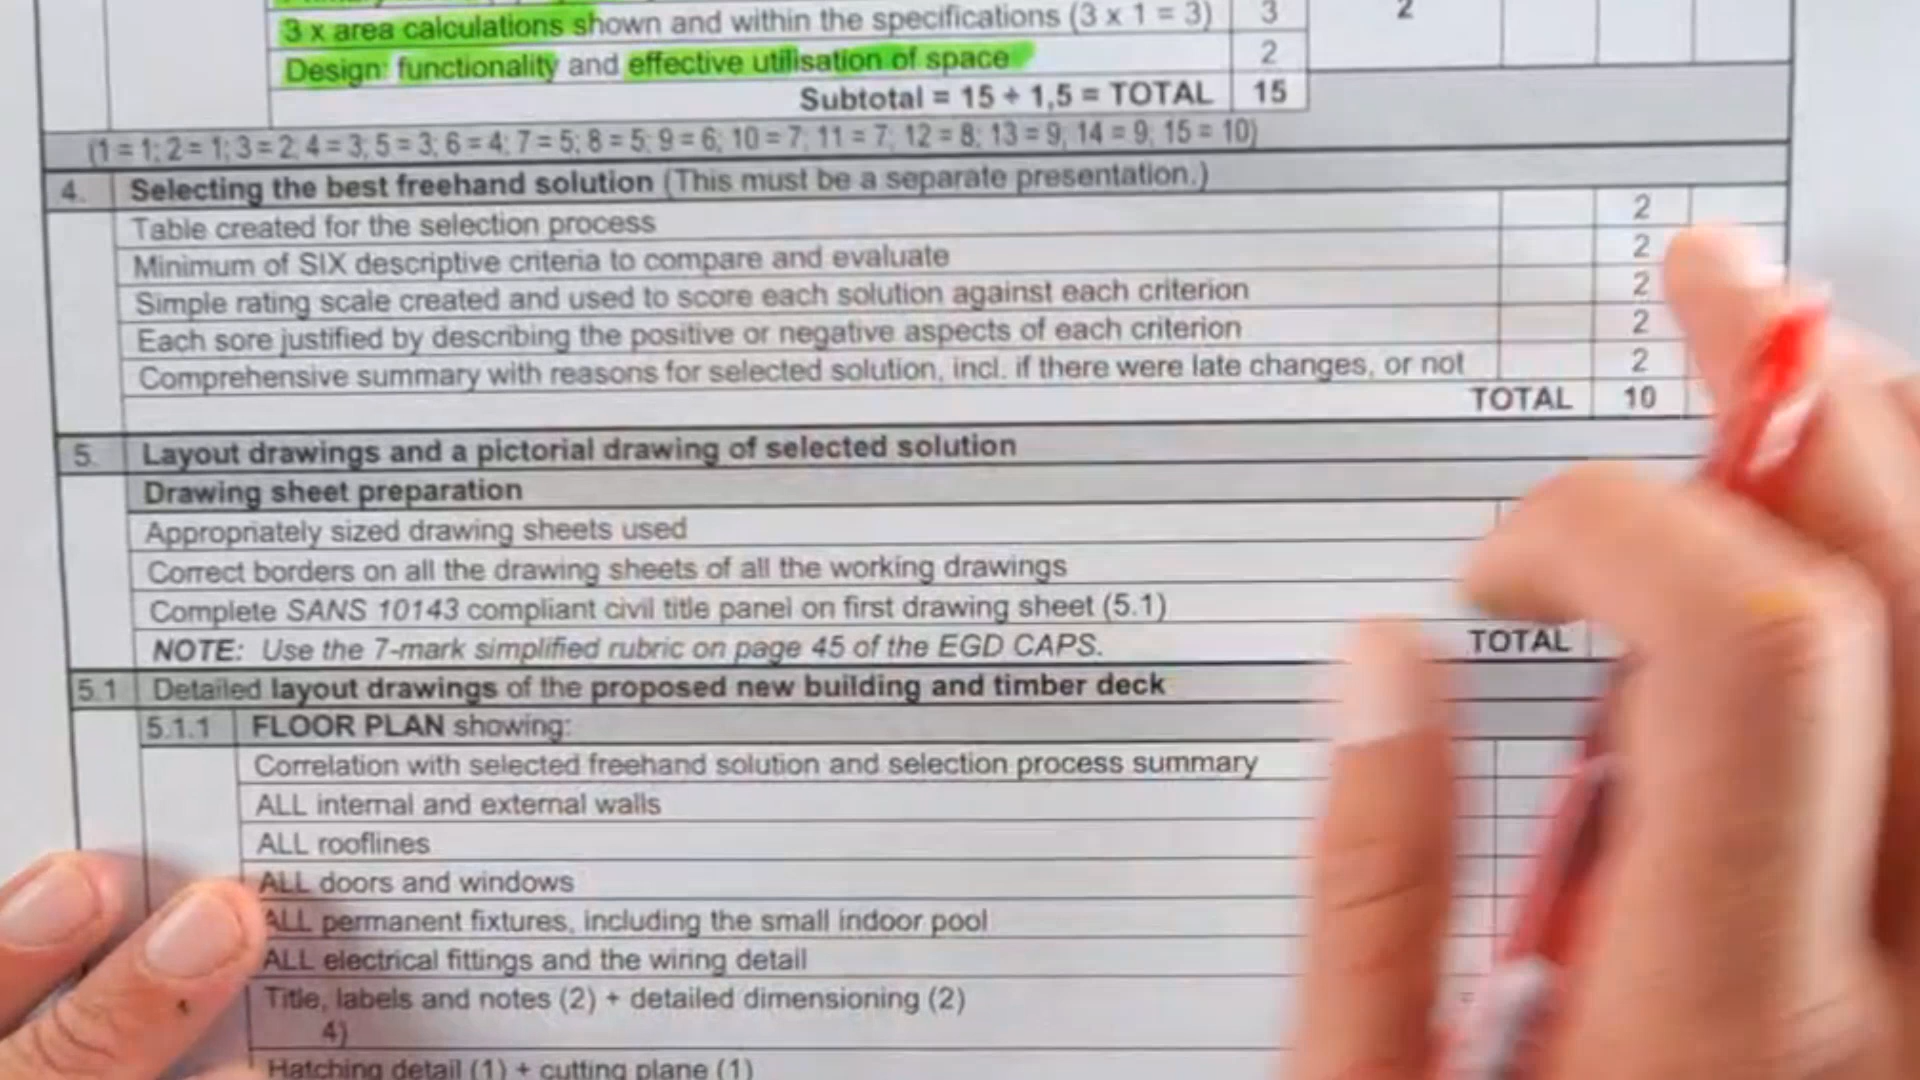 3 x area calculations shown and within the specifications (3 x 1 = 3) 3 2
Design: functionality and effective utilisation of space 2
Subtotal = 15 ÷ 1,5 = TOTAL 15
(1 = 1; 2 = 1; 3 = 2; 4 = 3; 5 = 3; 6 = 4; 7 = 5; 8 = 5; 9 = 6; 10 = 7; 11 = 7; 12 = 8; 13 = 9; 14 = 9; 15 = 10)
4. Selecting the best freehand solution (This must be a separate presentation.)
Table created for the selection process 2
Minimum of SIX descriptive criteria to compare and evaluate 2
Simple rating scale created and used to score each solution against each criterion 2
Each sore justified by describing the positive or negative aspects of each criterion 2
Comprehensive summary with reasons for selected solution, incl. if there were late changes, or not 2
TOTAL 10
5. Layout drawings and a pictorial drawing of selected solution
Drawing sheet preparation
Appropriately sized drawing sheets used
Correct borders on all the drawing sheets of all the working drawings
Complete SANS 10143 compliant civil title panel on first drawing sheet (5.1)
NOTE: Use the 7-mark simplified rubric on page 45 of the EGD CAPS. TOTAL
5.1 Detailed layout drawings of the proposed new building and timber deck
5.1.1 FLOOR PLAN showing:
Correlation with selected freehand solution and selection process summary
ALL internal and external walls
ALL rooflines
ALL doors and windows
ALL permanent fixtures, including the small indoor pool
ALL electrical fittings and the wiring detail
Title, labels and notes (2) + detailed dimensioning (2) =
4)
Hatching detail (1) + cutting plane (1)